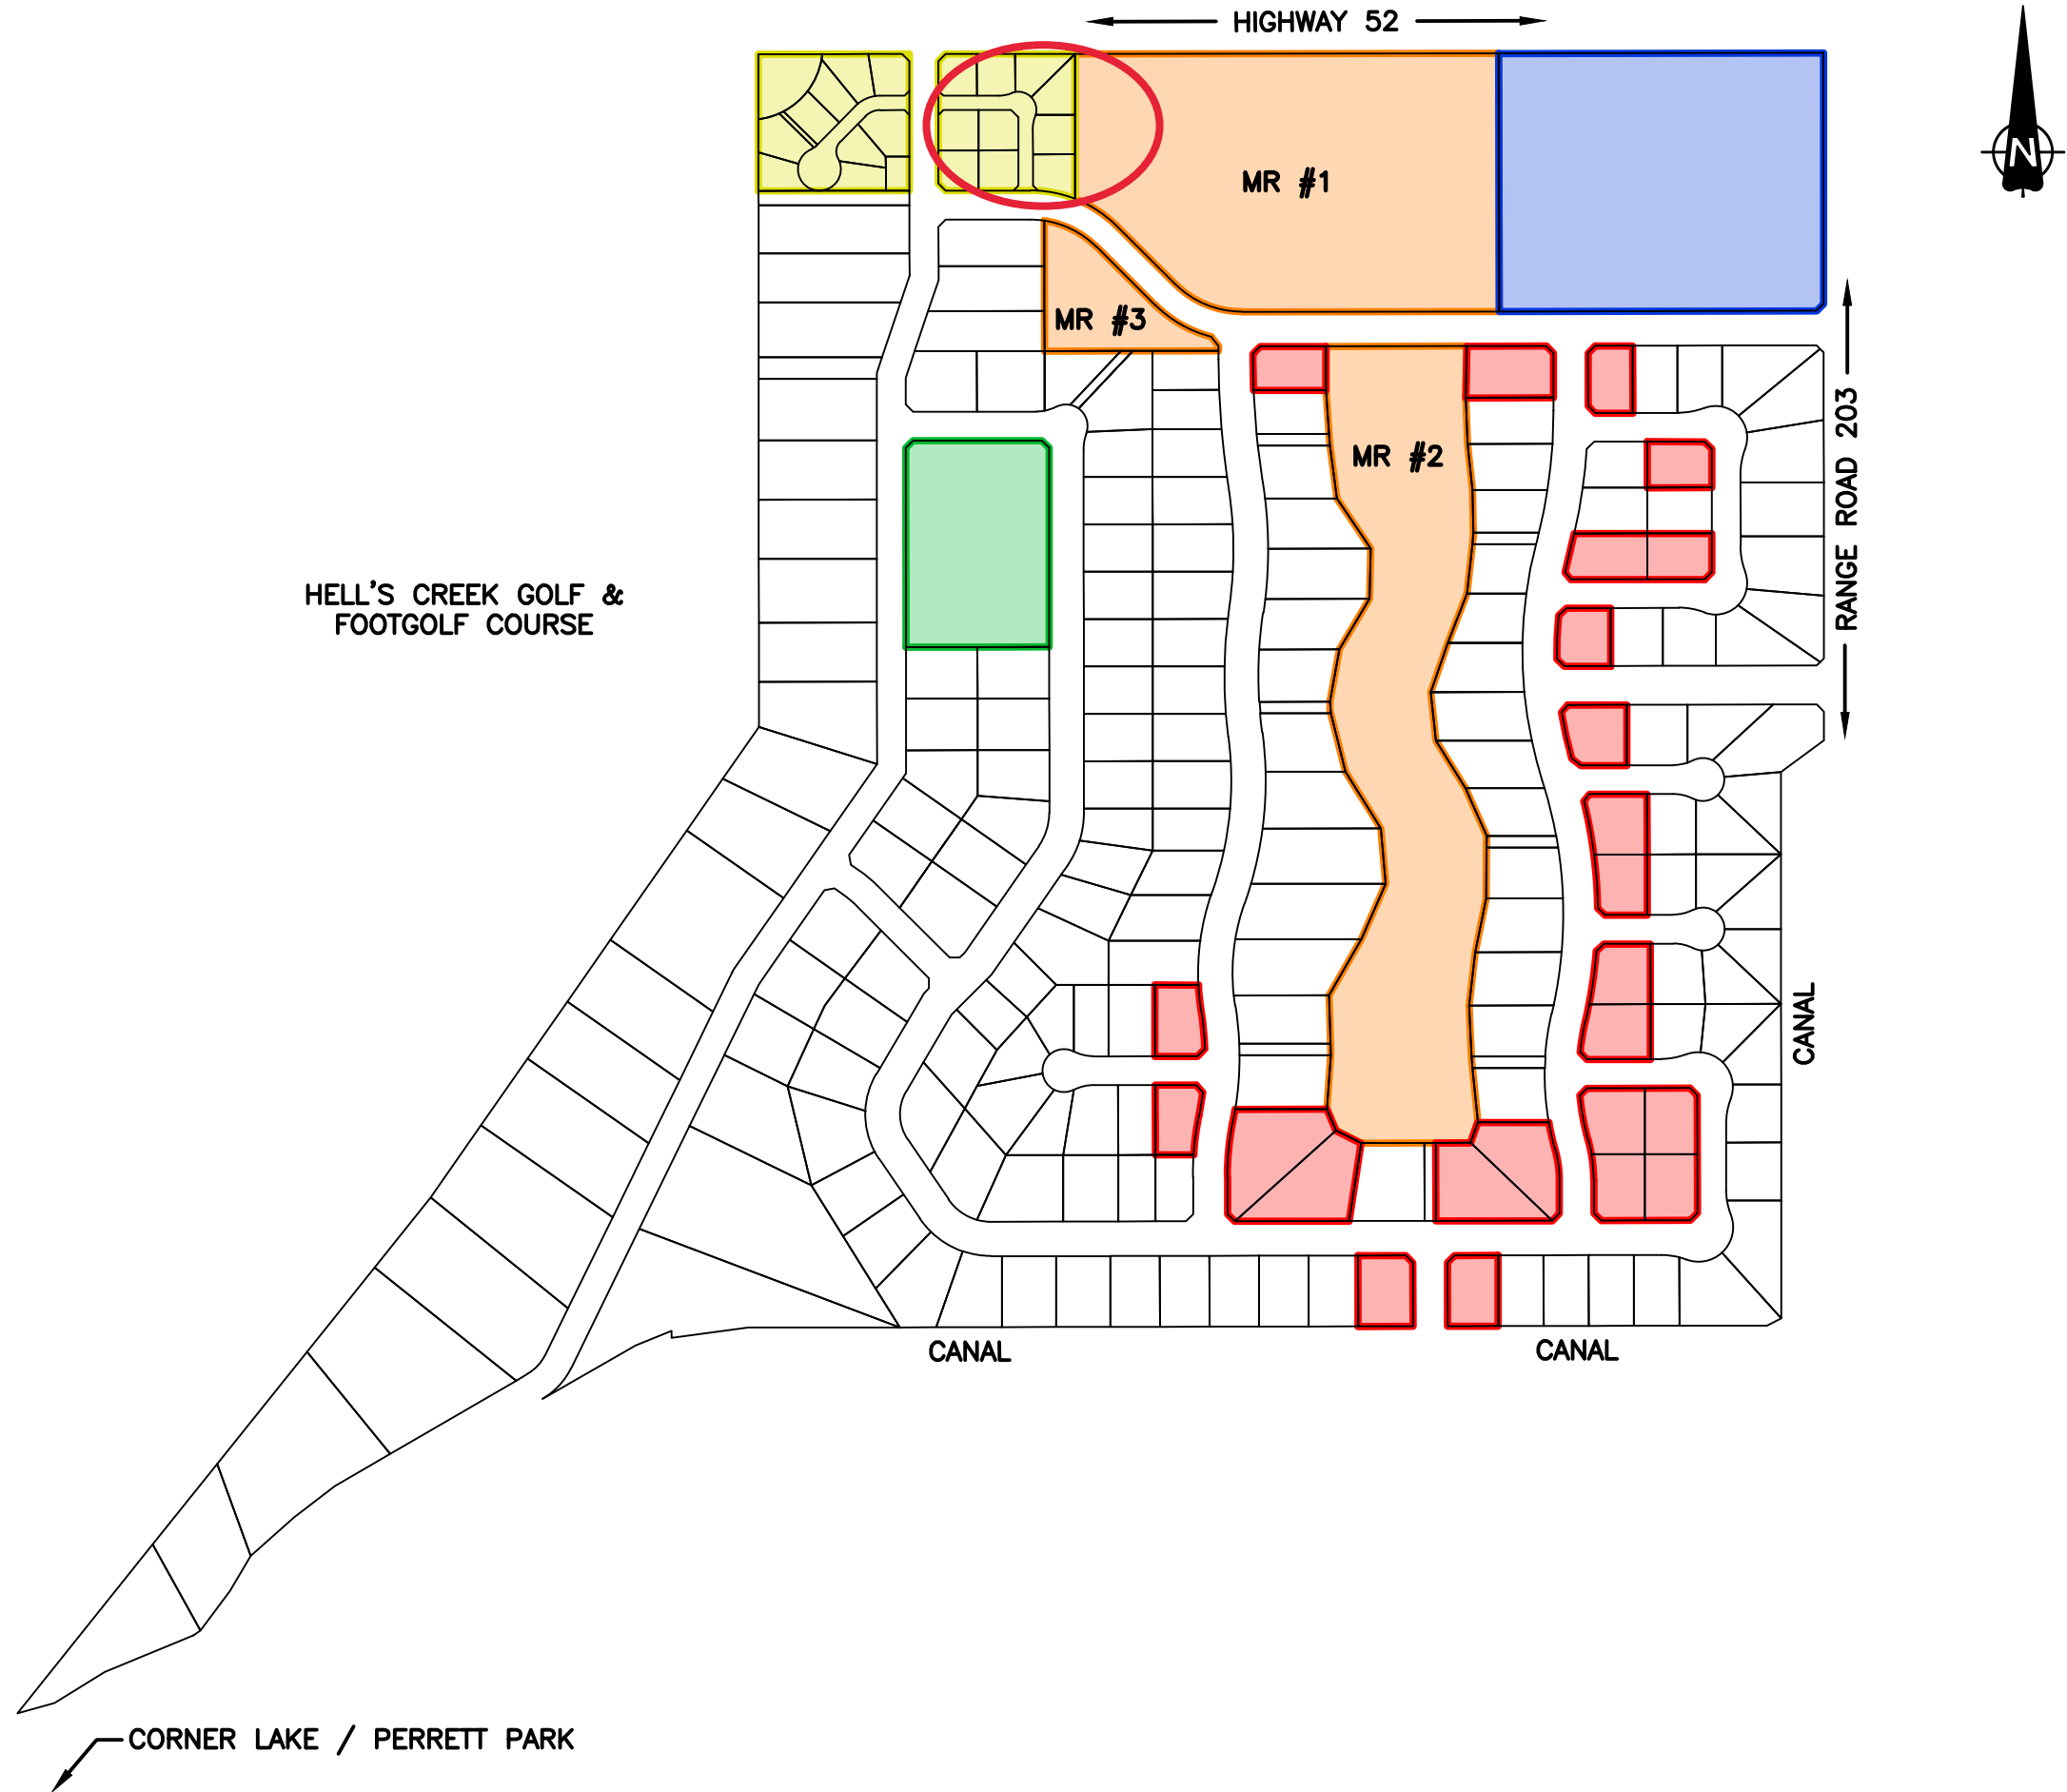 HIGHWAY 52
N
MR #1
MR #3
MR #2
RANGE ROAD 203
HELL'S CREEK GOLF &
FOOTGOLF COURSE
CANAL
CANAL
CANAL
CORNER LAKE / PERRETT PARK